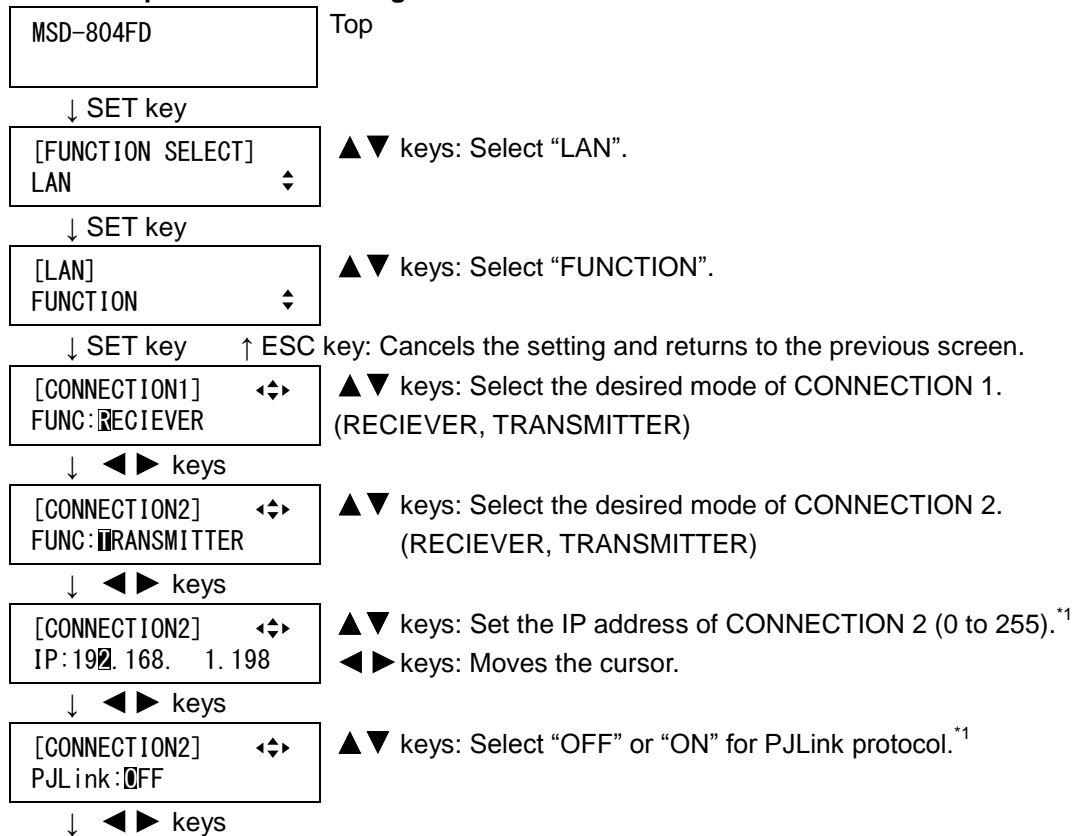 MSD-804FD
Top
↓ SET key
[FUNCTION SELECT]
LAN
▲▼ keys: Select “LAN”.
↓ SET key
[LAN]
FUNCTION
▲▼ keys: Select “FUNCTION”.
↓ SET key ↑ ESC key: Cancels the setting and returns to the previous screen.
[CONNECTION1]
FUNC:RECIEVER
▲▼ keys: Select the desired mode of CONNECTION 1.
(RECIEVER, TRANSMITTER)
↓ ◀▶ keys
[CONNECTION2]
FUNC:TRANSMITTER
▲▼ keys: Select the desired mode of CONNECTION 2.
(RECIEVER, TRANSMITTER)
↓ ◀▶ keys
[CONNECTION2]
IP:192.168. 1.198
▲▼ keys: Set the IP address of CONNECTION 2 (0 to 255).*1
◀▶ keys: Moves the cursor.
↓ ◀▶ keys
[CONNECTION2]
PJLink:OFF
▲▼ keys: Select “OFF” or “ON” for PJLink protocol.*1
↓ ◀▶ keys